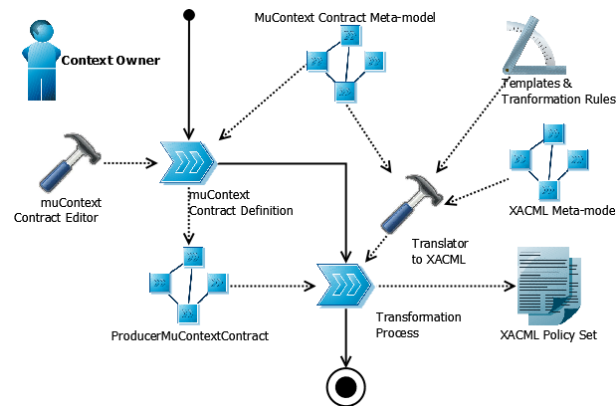 MuContext Contract Meta-model
Context Owner
Templates &
Tranformation Rules
muContext
Contract Editor
muContext
Contract Definition
XACML Meta-mode
Translator
to XACML
ProducerMuContextContract
Transformation
Process
XACML Policy Set